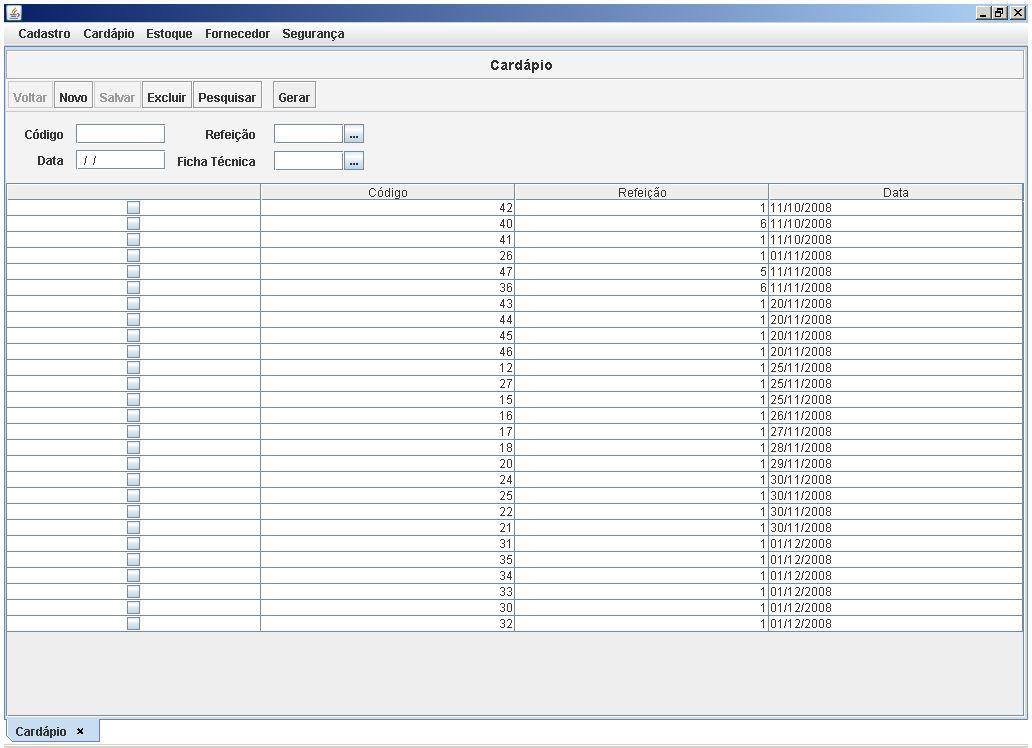 Cadastro Cardápio Estoque Fornecedor Segurança
Cardápio
Voltar Novo Salvar Excluir Pesquisar Gerar
Código Refeição ...
Data / / Ficha Técnica ...
Código Refeição Data
42 1 11/10/2008
40 6 11/10/2008
41 1 11/10/2008
26 1 01/11/2008
47 5 11/11/2008
36 6 11/11/2008
43 1 20/11/2008
44 1 20/11/2008
45 1 20/11/2008
46 1 20/11/2008
12 1 25/11/2008
27 1 25/11/2008
15 1 25/11/2008
16 1 26/11/2008
17 1 27/11/2008
18 1 28/11/2008
20 1 29/11/2008
24 1 30/11/2008
25 1 30/11/2008
22 1 30/11/2008
21 1 30/11/2008
31 1 01/12/2008
35 1 01/12/2008
34 1 01/12/2008
33 1 01/12/2008
30 1 01/12/2008
32 1 01/12/2008
Cardápio ×